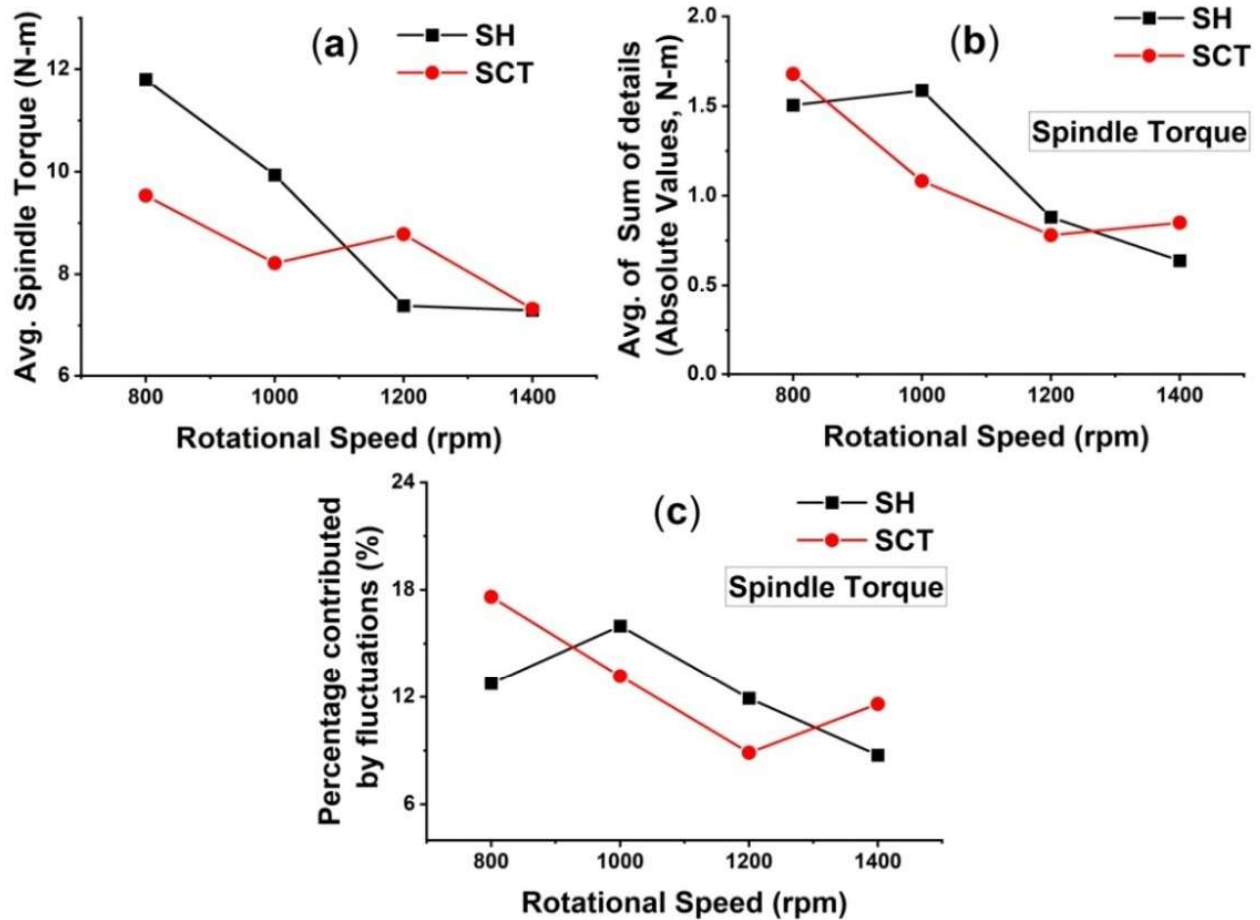 (a)
SH
SCT
Avg. Spindle Torque (N-m)
12
10
8
6
800 1000 1200 1400
Rotational Speed (rpm)
(b)
SH
SCT
Spindle Torque
Avg. of Sum of details
(Absolute Values, N-m)
2.0
1.5
1.0
0.5
0.0
800 1000 1200 1400
Rotational Speed (rpm)
(c)
SH
SCT
Spindle Torque
Percentage contributed
by fluctuations (%)
24
18
12
6
800 1000 1200 1400
Rotational Speed (rpm)